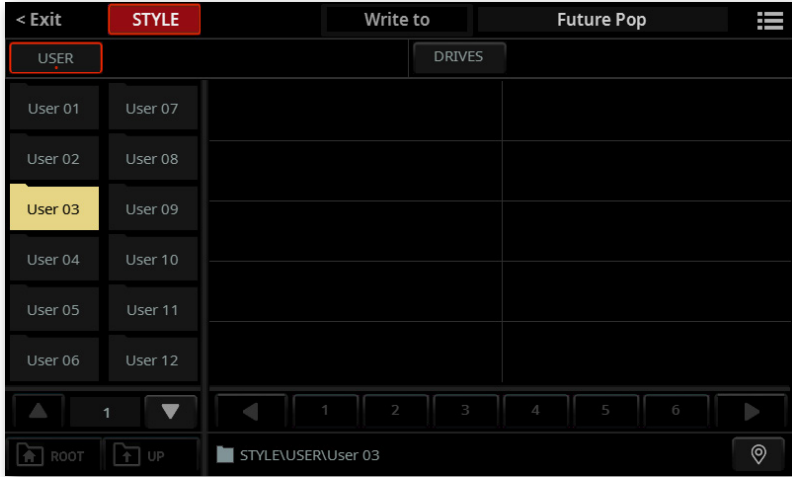 < Exit STYLE Write to Future Pop
USER DRIVES
User 01 User 07
User 02 User 08
User 03 User 09
User 04 User 10
User 05 User 11
User 06 User 12
1 1 2 3 4 5 6
ROOT UP STYLE\USER\User 03